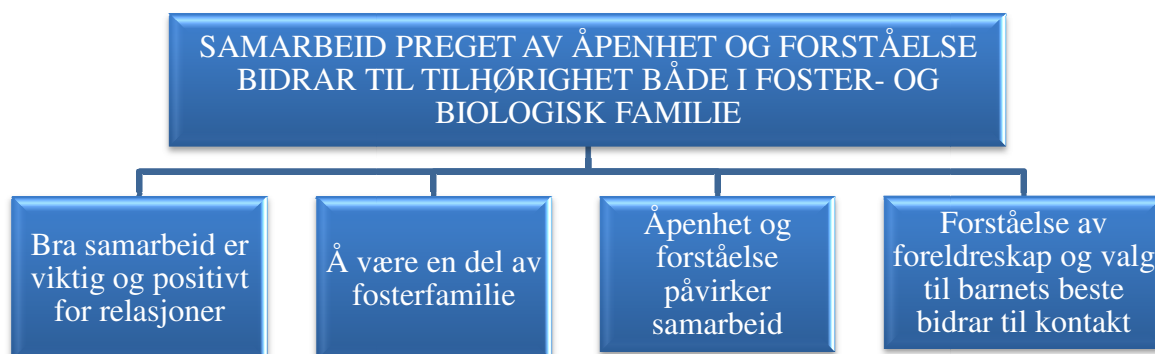 SAMARBEID PREGET AV ÅPENHET OG FORSTÅELSE
BIDRAR TIL TILHØRIGHET BÅDE I FOSTER- OG
BIOLOGISK FAMILIE
Bra samarbeid er
viktig og positivt
for relasjoner
Å være en del av
fosterfamilie
Åpenhet og
forståelse
påvirker
samarbeid
Forståelse av
foreldreskap og valg
til barnets beste
bidrar til kontakt